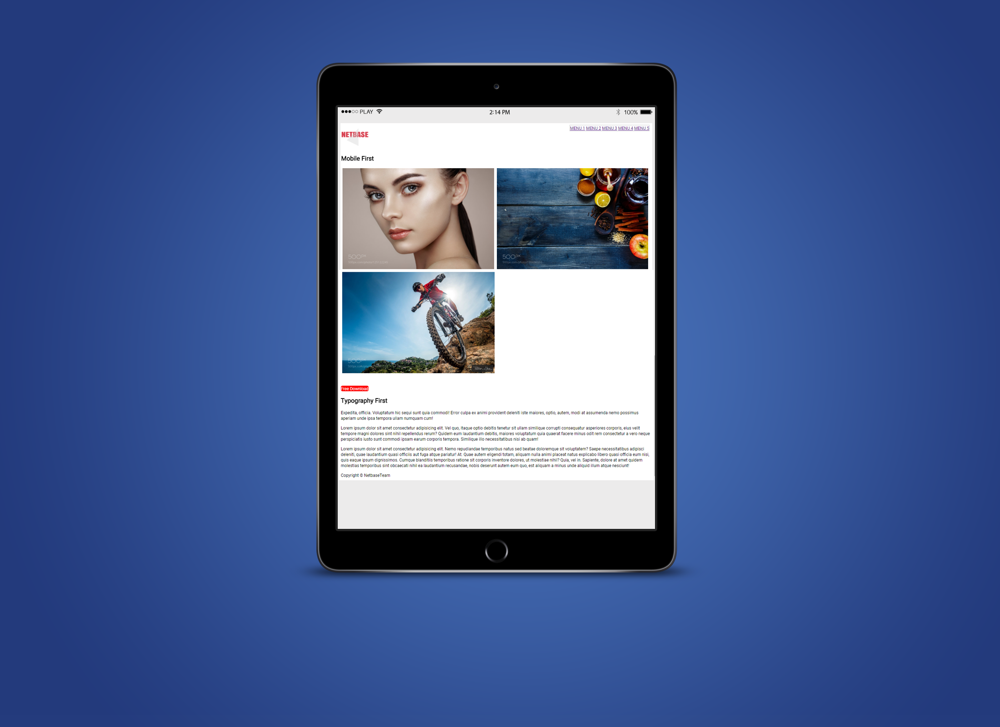 PLAY 2:14 PM 100%
MENU 1 MENU 2 MENU 3 MENU 4 MENU 5
NETBASE
Mobile First
500px 500px
500px
Free Download
Typography First
Expedita, officia. Voluptatum hic sequi sunt quia commodi! Error culpa ex animi provident deleniti iste maiores, optio, autem, modi at assumenda nemo possimus
aperiam unde ipsa tempora ullam numquam cum!
Lorem ipsum dolor sit amet consectetur adipisicing elit. Vel quo, itaque optio debitis tenetur sit ullam similique corrupti consequatur asperiores corporis, eius velit
tempore magni dolores sint nihil repellendus rerum? Quidem eum laudantium debitis, maiores voluptatum quia quaerat facere minus odit rem consectetur a vero neque
perspiciatis iusto sunt commodi ipsam earum corporis tempora. Similique illo necessitatibus nisi ab quam!
Lorem ipsum dolor sit amet consectetur adipisicing elit. Nemo repudiandae temporibus natus sed beatae doloremque sit voluptatem? Saepe necessitatibus adipisci
deleniti, quae laudantium quasi officiis aut fuga atque pariatur! At. Quae autem eligendi totam, aliquam nulla animi placeat natus explicabo libero quasi officia eum nisi,
quis eaque ipsum dignissimos. Cumque blanditiis temporibus ratione sit corporis inventore dolores, ut molestiae nihil? Quia, vel in. Sapiente, dolore at amet quidem
molestias temporibus sint obcaecati nihil ea laudantium recusandae, nobis deserunt autem eum quo, est aliquam a minus unde aliquid illum atque nesciunt!
Copyright © NetbaseTeam